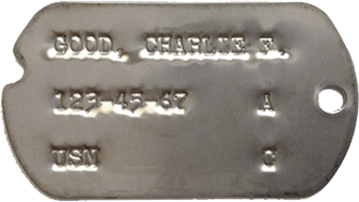 GOOD, CHARLIE F.
123-45-67 A
USN C